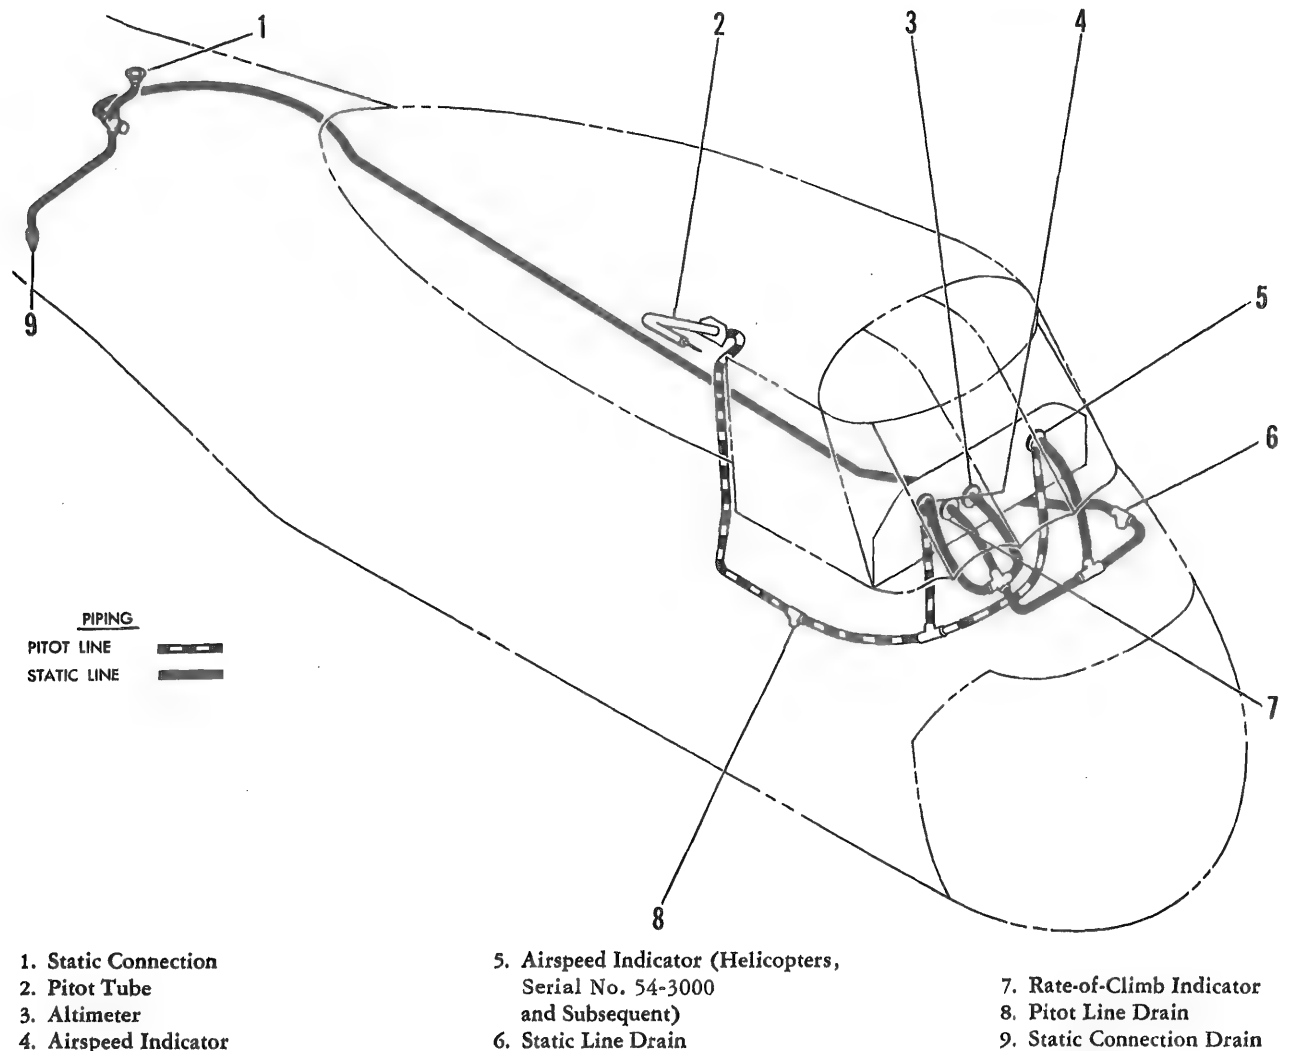 1
2
3
4
5
6
7
8
9
PIPING
PITOT LINE
STATIC LINE
1. Static Connection
2. Pitot Tube
3. Altimeter
4. Airspeed Indicator
5. Airspeed Indicator (Helicopters,
Serial No. 54-3000
and Subsequent)
6. Static Line Drain
7. Rate-of-Climb Indicator
8. Pitot Line Drain
9. Static Connection Drain